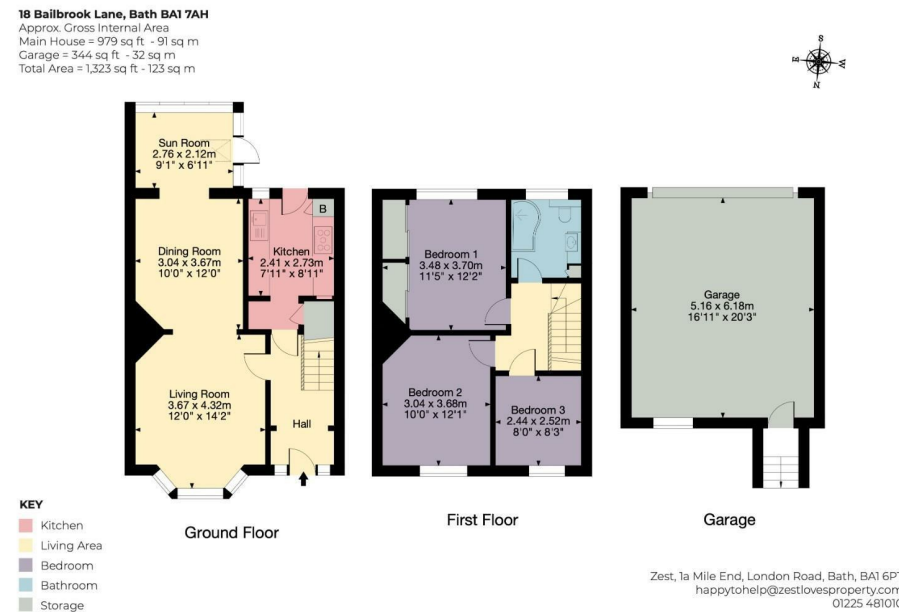 18 Bailbrook Lane, Bath BA1 7AH
Approx. Gross Internal Area
Main House = 979 sq ft - 91 sq m
Garage = 344 sq ft - 32 sq m
Total Area = 1,323 sq ft - 123 sq m
S
E
W
N
Sun Room
2.76 x 2.12m
9'1" x 6'11"
B
Kitchen
2.41 x 2.73m
7'11" x 8'11"
Dining Room
3.04 x 3.67m
10'0" x 12'0"
Living Room
3.67 x 4.32m
12'0" x 14'2"
Hall
Ground Floor
Bedroom 1
3.48 x 3.70m
11'5" x 12'2"
Bedroom 2
3.04 x 3.68m
10'0" x 12'1"
Bedroom 3
2.44 x 2.52m
8'0" x 8'3"
First Floor
Garage
5.16 x 6.18m
16'11" x 20'3"
Garage
KEY
Kitchen
Living Area
Bedroom
Bathroom
Storage
Zest, 1a Mile End, London Road, Bath, BA1 6PT
happytohelp@zestlovesproperty.com
01225 481010